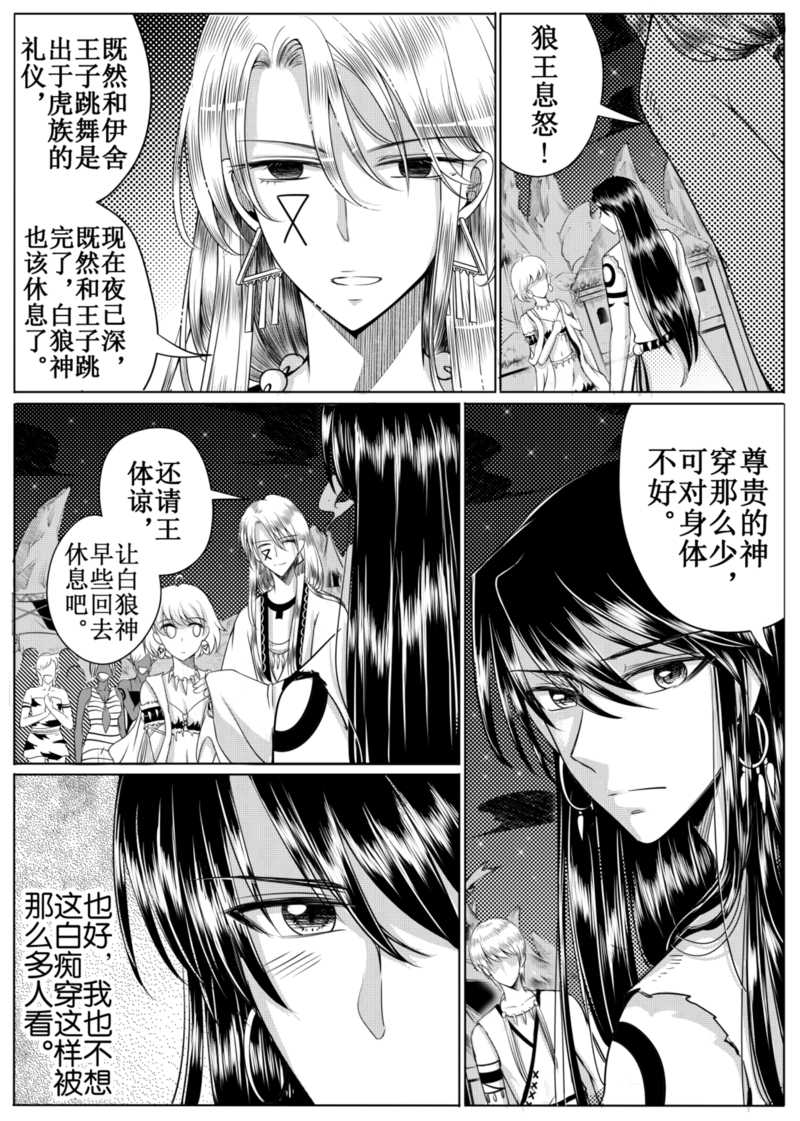 狼王息怒！
既然和伊舍
王子跳舞是
出于虎族的
礼仪，
现在夜已深，
既然和王子跳
完了，白狼神
也该休息了。
尊贵的神
穿那么少，
可对身体
不好。
还请王
体谅，
让白狼神
早些回去
休息吧。
也好，我也不想
这白痴穿这样被
那么多人看。